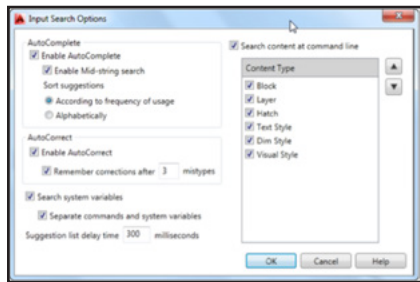 Input Search Options
AutoComplete
Enable AutoComplete
Enable Mid-string search
Sort suggestions
According to frequency of usage
Alphabetically
AutoCorrect
Enable AutoCorrect
Remember corrections after 3 mistypes
Search system variables
Separate commands and system variables
Suggestion list delay time 300 milliseconds
Search content at command line
Content Type
Block
Layer
Hatch
Text Style
Dim Style
Visual Style
OK Cancel Help